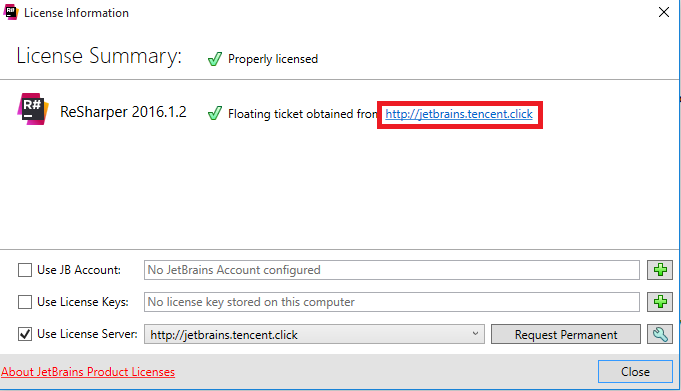 License Information
License Summary:
Properly licensed
R#
ReSharper 2016.1.2
Floating ticket obtained from http://jetbrains.tencent.click
Use JB Account:
No JetBrains Account configured
Use License Keys:
No license key stored on this computer
Use License Server:
http://jetbrains.tencent.click
Request Permanent
About JetBrains Product Licenses
Close